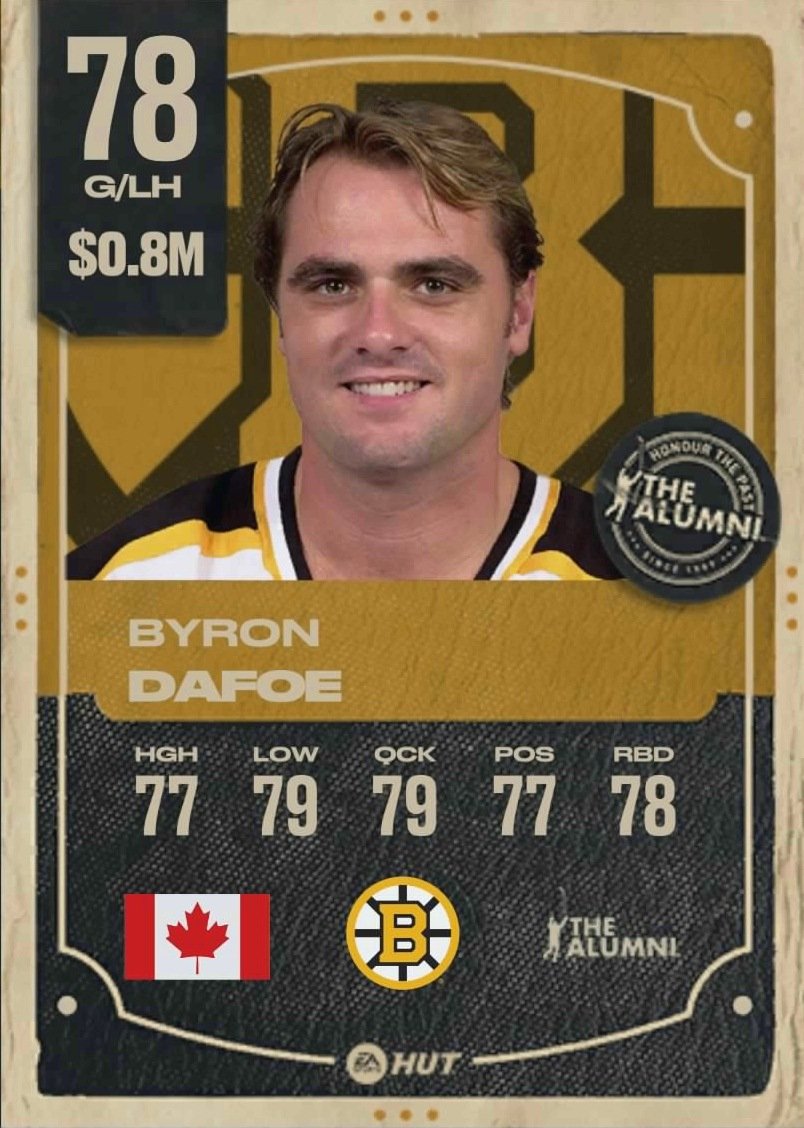 78
G/LH
$0.8M
HONOUR THE PAST
THE
ALUMNI
BYRON
DAFOE
HGH LOW QCK POS RBD
77 79 79 77 78
B
THE
ALUMNI
EA
HUT